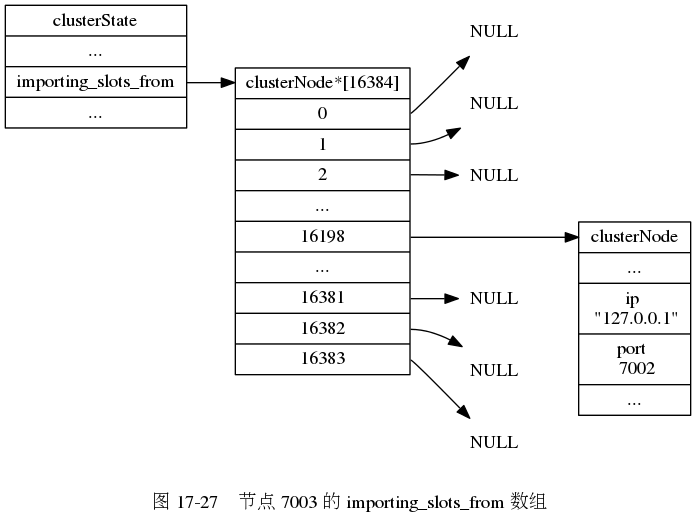 clusterState
...
importing_slots_from
...
clusterNode*[16384]
0
1
2
...
16198
...
16381
16382
16383
NULL
NULL
NULL
NULL
NULL
NULL
clusterNode
...
ip
"127.0.0.1"
port
7002
...
图 17-27 节点 7003 的 importing_slots_from 数组